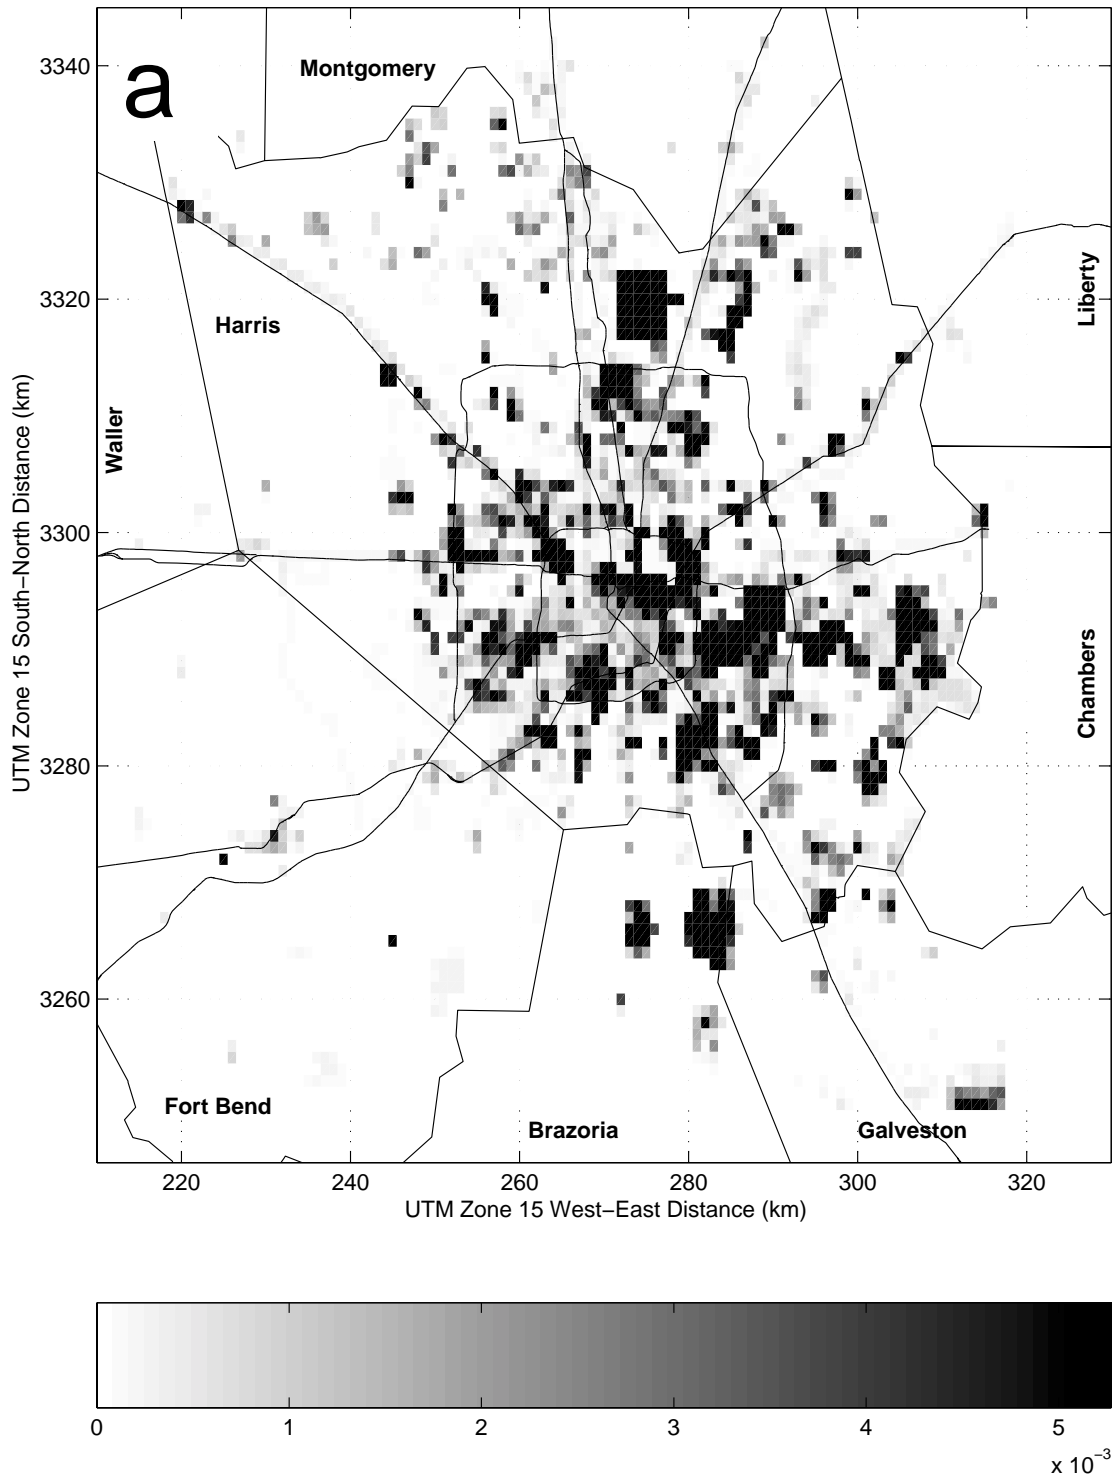 a
Montgomery
Harris
Waller
Liberty
Chambers
Fort Bend
Brazoria
Galveston
3340
3320
3300
3280
3260
UTM Zone 15 South−North Distance (km)
220 240 260 280 300 320
UTM Zone 15 West−East Distance (km)
0 1 2 3 4 5
x 10−3